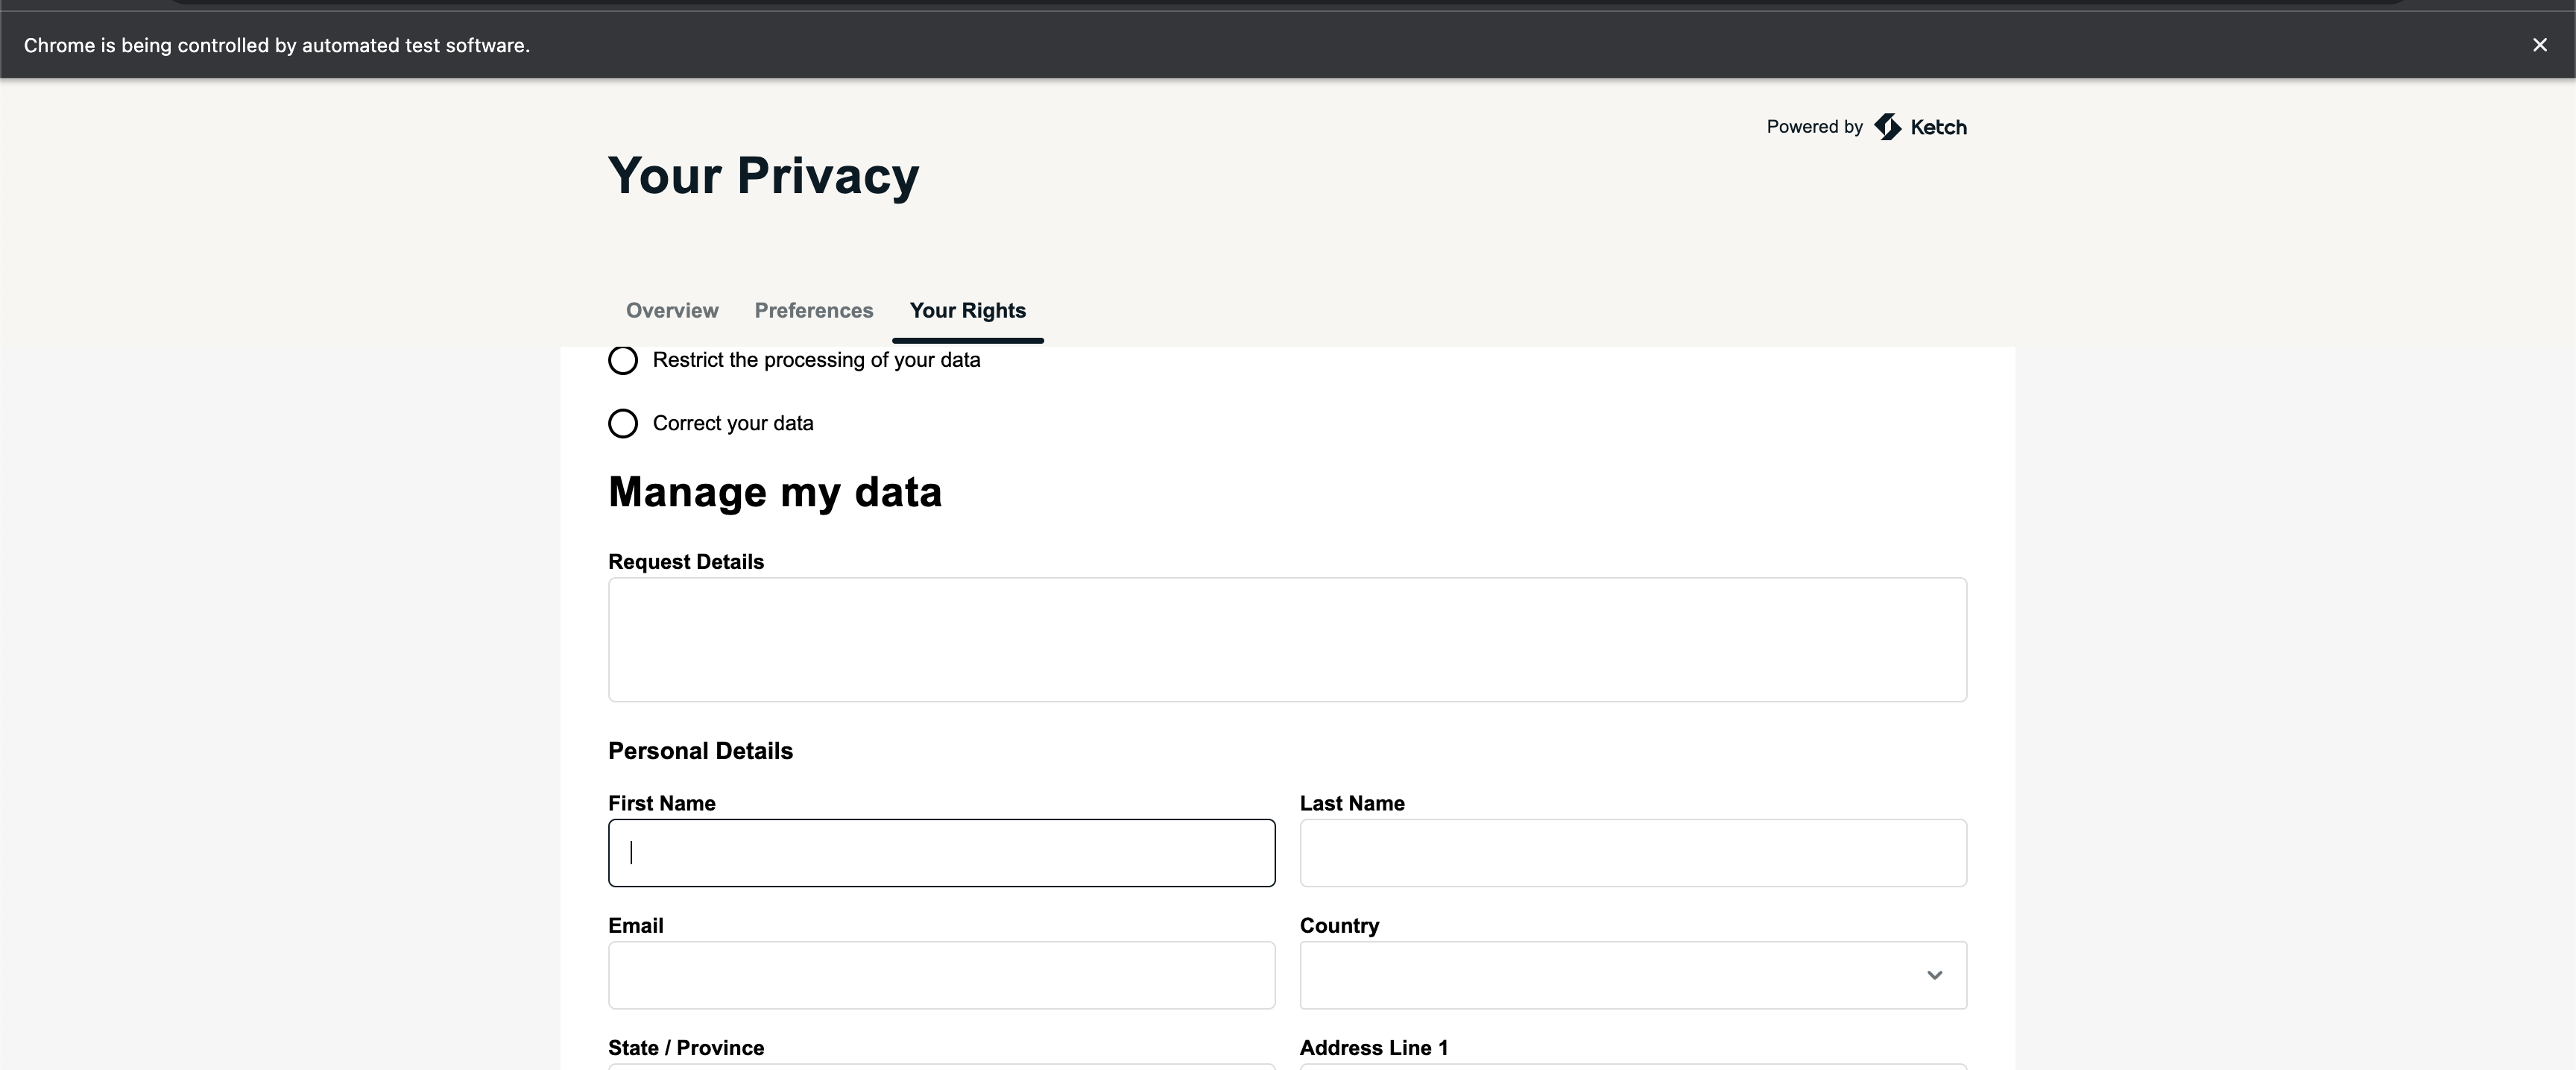 Chrome is being controlled by automated test software.
Powered by Ketch
Your Privacy
Overview Preferences Your Rights
Restrict the processing of your data
Correct your data
Manage my data
Request Details
Personal Details
First Name Last Name
Email Country
State / Province Address Line 1